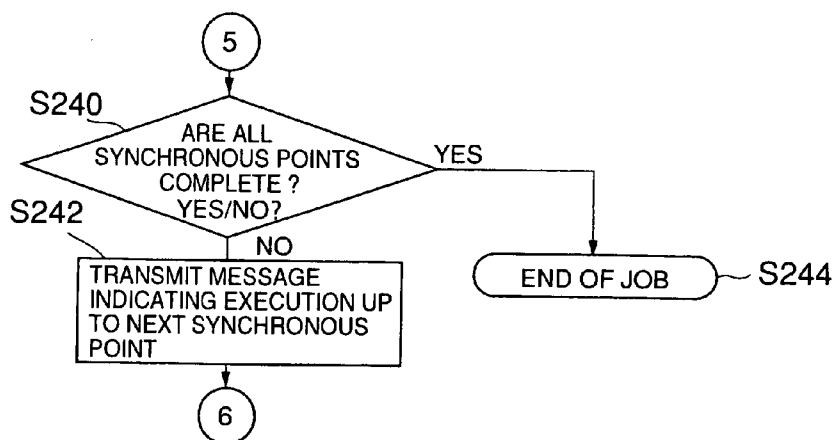 5
S240
ARE ALL
SYNCHRONOUS POINTS
COMPLETE ?
YES/NO?
YES
S242
NO
TRANSMIT MESSAGE
INDICATING EXECUTION UP
TO NEXT SYNCHRONOUS
POINT
END OF JOB
S244
6